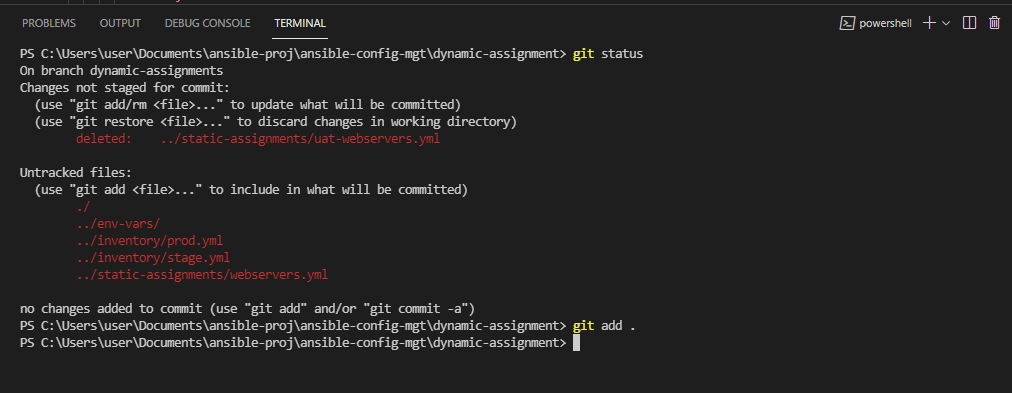 PROBLEMS OUTPUT DEBUG CONSOLE TERMINAL powershell
PS C:\Users\user\Documents\ansible-proj\ansible-config-mgt\dynamic-assignment> git status
On branch dynamic-assignments
Changes not staged for commit:
  (use "git add/rm <file>..." to update what will be committed)
  (use "git restore <file>..." to discard changes in working directory)
        deleted:    ../static-assignments/uat-webservers.yml

Untracked files:
  (use "git add <file>..." to include in what will be committed)
        ./
        ../env-vars/
        ../inventory/prod.yml
        ../inventory/stage.yml
        ../static-assignments/webservers.yml

no changes added to commit (use "git add" and/or "git commit -a")
PS C:\Users\user\Documents\ansible-proj\ansible-config-mgt\dynamic-assignment> git add .
PS C:\Users\user\Documents\ansible-proj\ansible-config-mgt\dynamic-assignment>